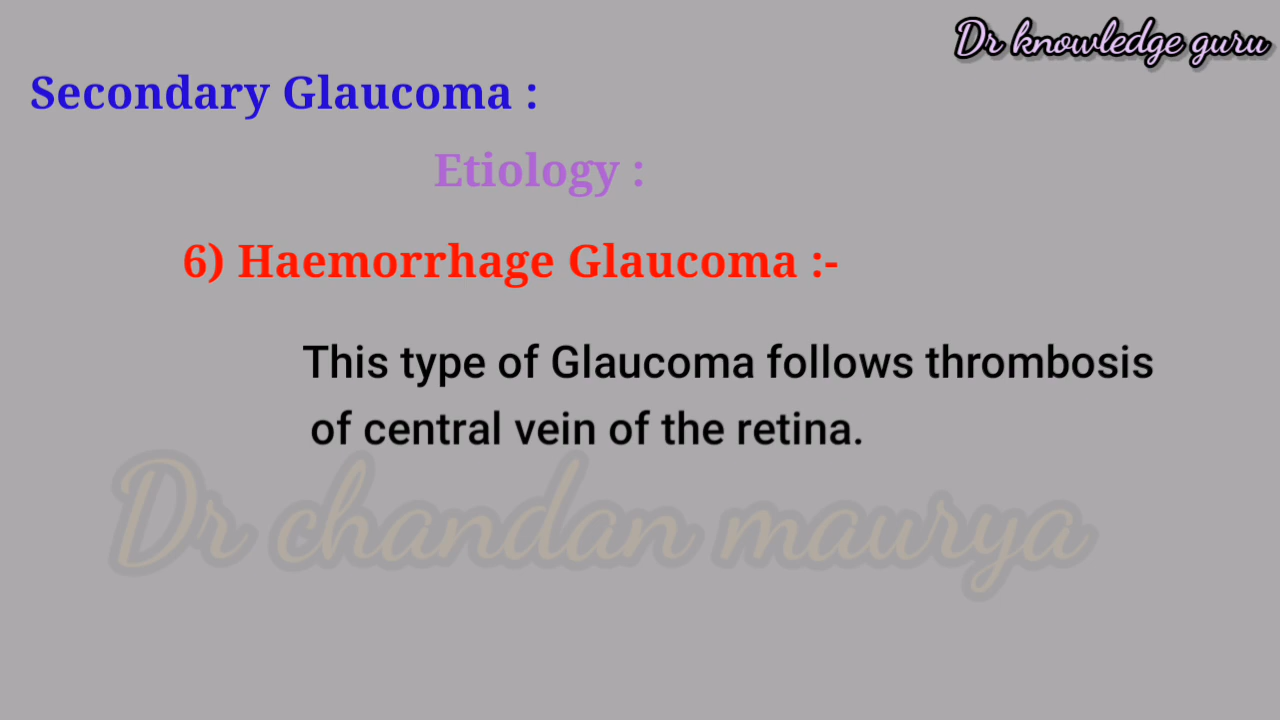 Dr knowledge guru
Secondary Glaucoma :
Etiology :
6) Haemorrhage Glaucoma :-
This type of Glaucoma follows thrombosis
of central vein of the retina.
Dr chandan maurya